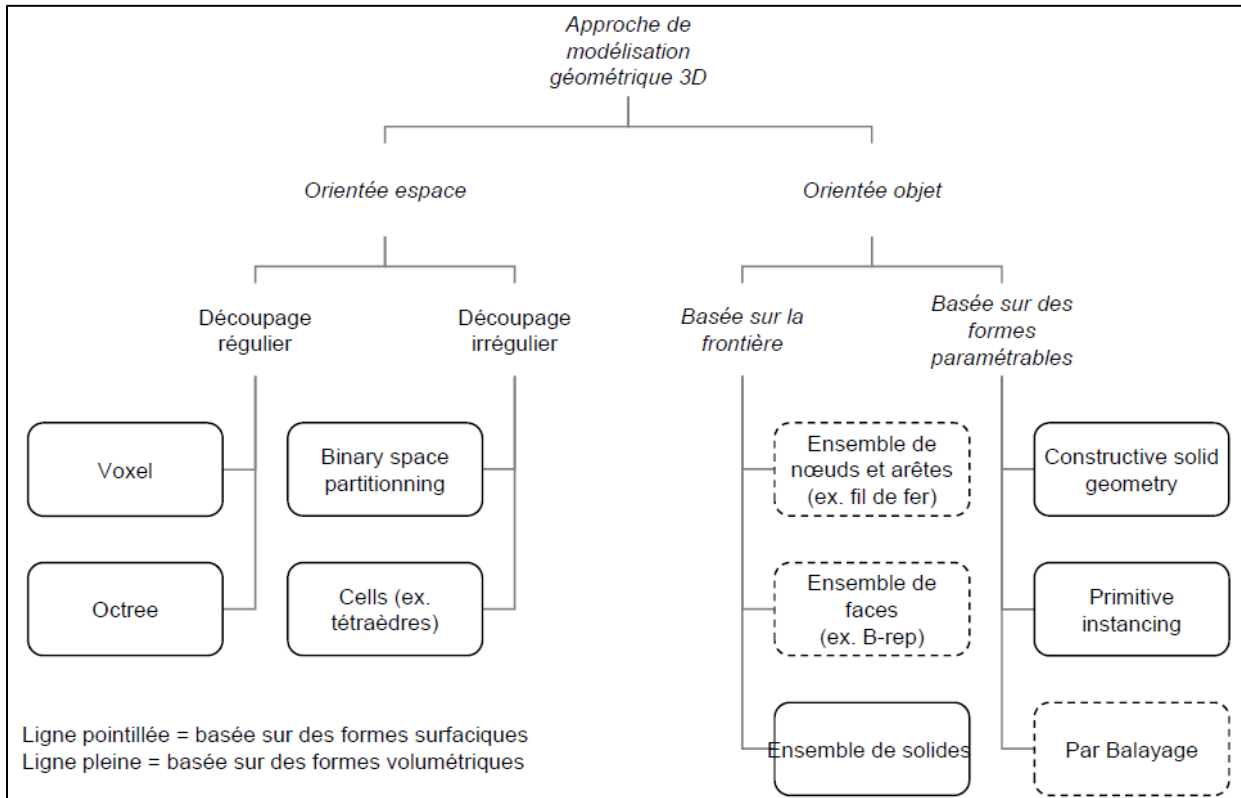 Approche de
modélisation
géométrique 3D
Orientée espace
Orientée objet
Découpage
régulier
Découpage
irrégulier
Basée sur la
frontière
Basée sur des
formes
paramétrables
Voxel
Binary space
partitionning
Ensemble de
nœuds et arêtes
(ex. fil de fer)
Constructive solid
geometry
Octree
Cells (ex.
tétraèdres)
Ensemble de
faces
(ex. B-rep)
Primitive
instancing
Ensemble de solides
Par Balayage
Ligne pointillée = basée sur des formes surfaciques
Ligne pleine = basée sur des formes volumétriques